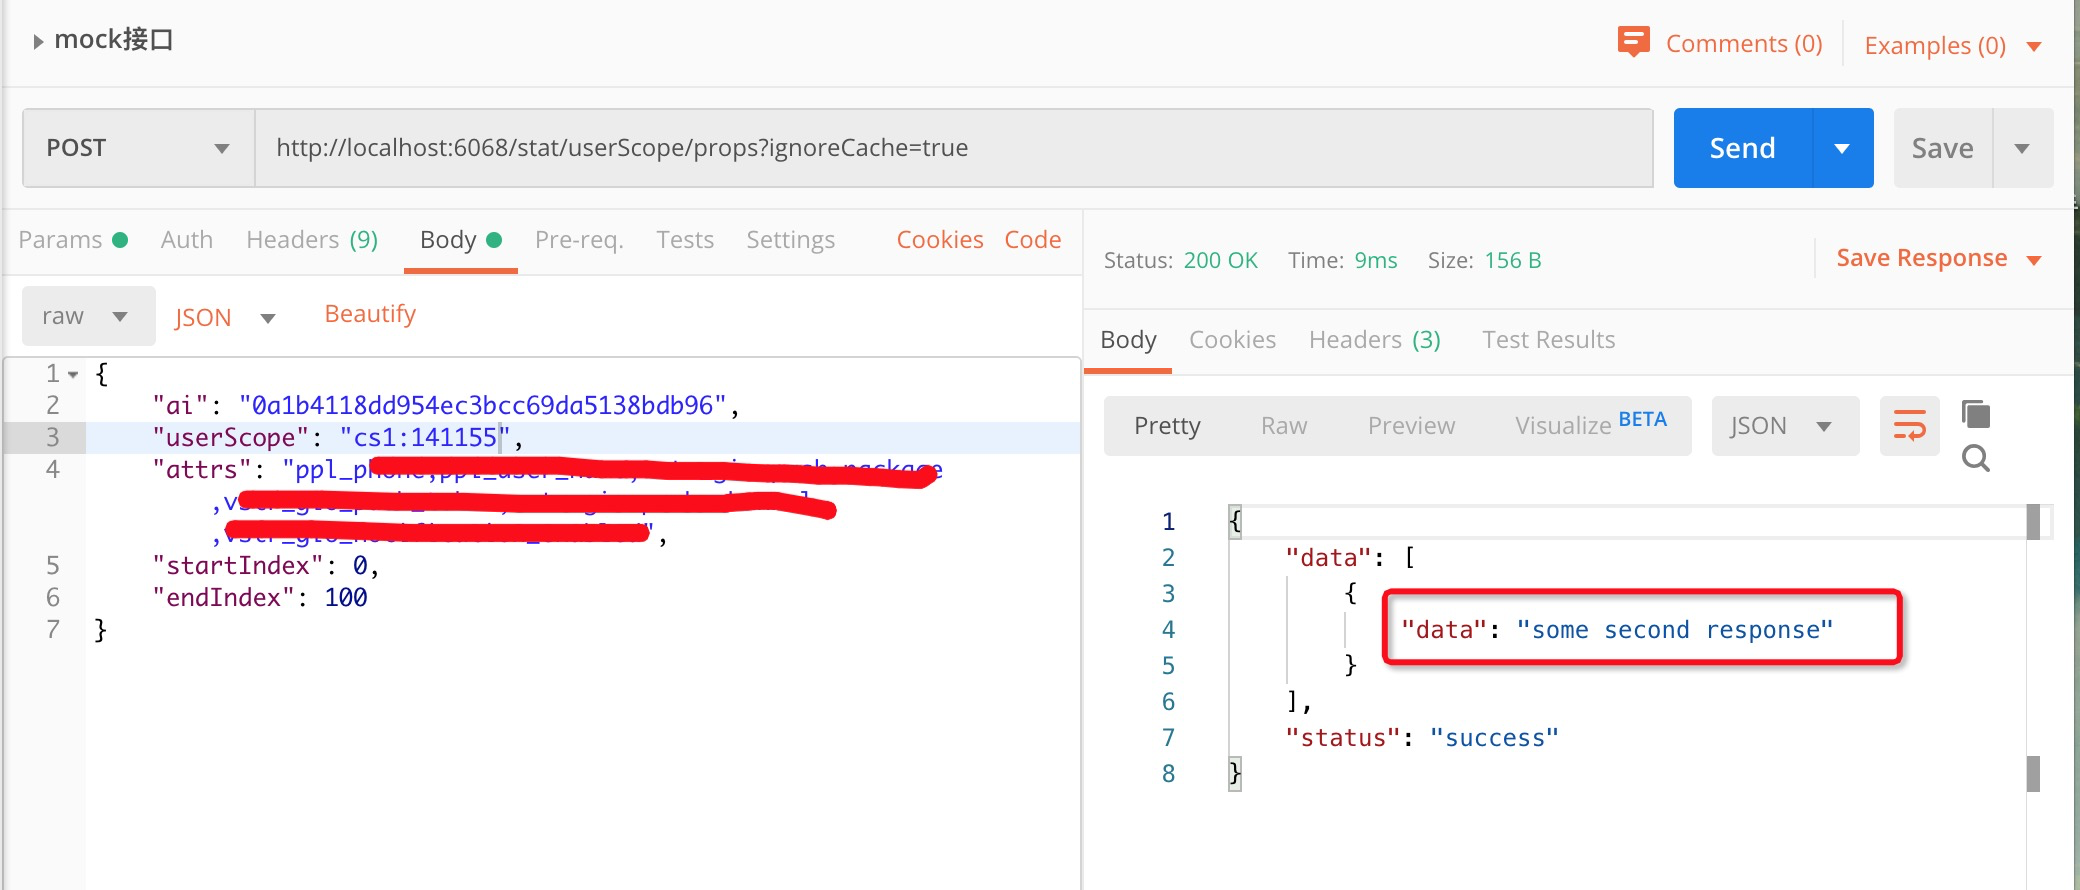 mock接口
Comments (0)
Examples (0)
POST
http://localhost:6068/stat/userScope/props?ignoreCache=true
Send
Save
Params
Auth
Headers (9)
Body
Pre-req.
Tests
Settings
Cookies
Code
raw
JSON
Beautify
1 {
2 "ai": "0a1b4118dd954ec3bcc69da5138bdb96",
3 "userScope": "cs1:141155",
4 "attrs":
5 "startIndex": 0,
6 "endIndex": 100
7 }
Status: 200 OK Time: 9ms Size: 156 B
Save Response
Body
Cookies
Headers (3)
Test Results
Pretty
Raw
Preview
Visualize BETA
JSON
1 {
2 "data": [
3 {
4 "data": "some second response"
5 }
6 ],
7 "status": "success"
8 }